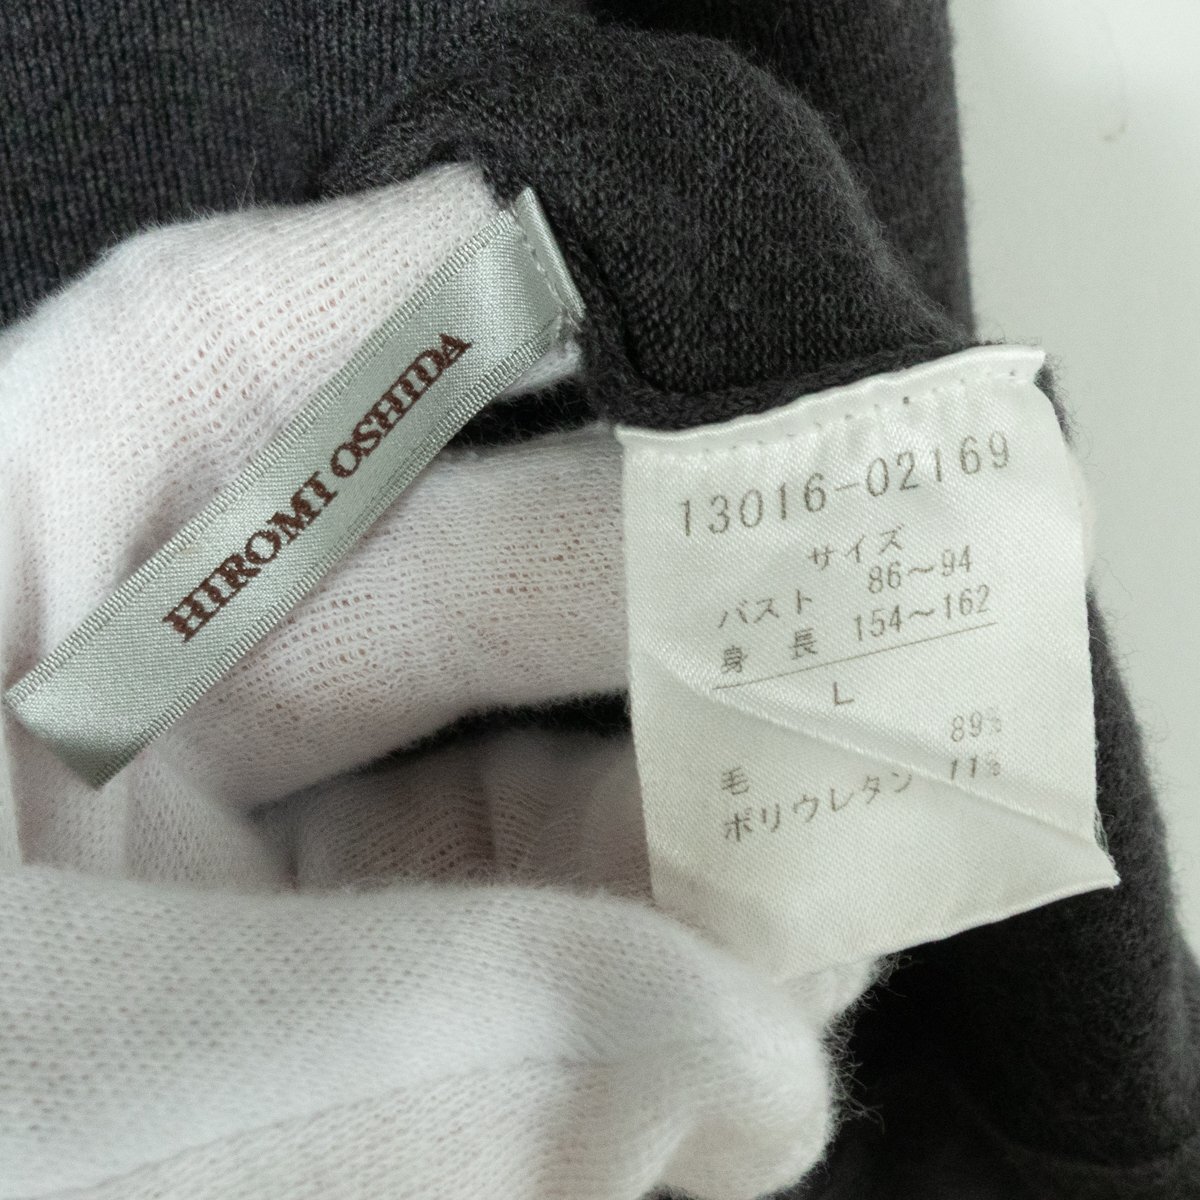 HIROMI OSHIDA
13016-02169
サイズ
バスト 86～94
身長 154～162
L
毛 89%
ポリウレタン 11%